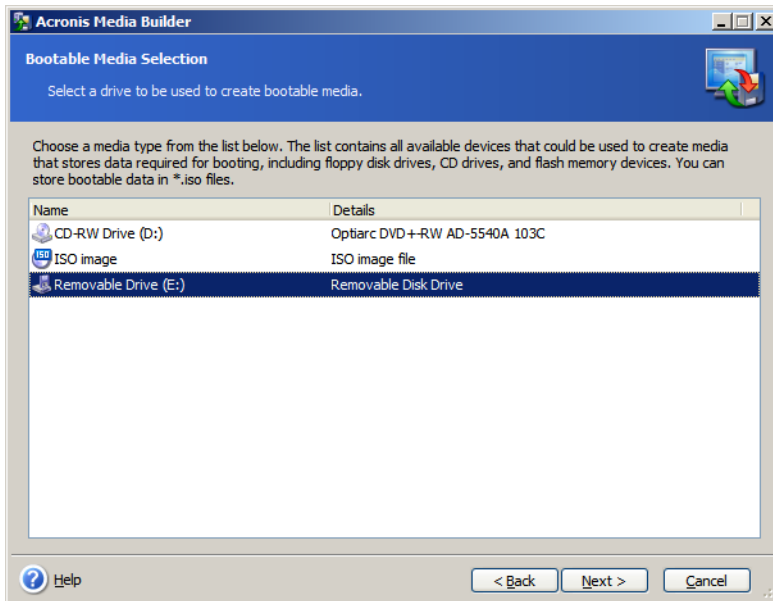 Acronis Media Builder
Bootable Media Selection
Select a drive to be used to create bootable media.
Choose a media type from the list below. The list contains all available devices that could be used to create media
that stores data required for booting, including floppy disk drives, CD drives, and flash memory devices. You can
store bootable data in *.iso files.
Name Details
CD-RW Drive (D:) Optiarc DVD+-RW AD-5540A 103C
ISO ISO image ISO image file
Removable Drive (E:) Removable Disk Drive
? Help < Back Next > Cancel